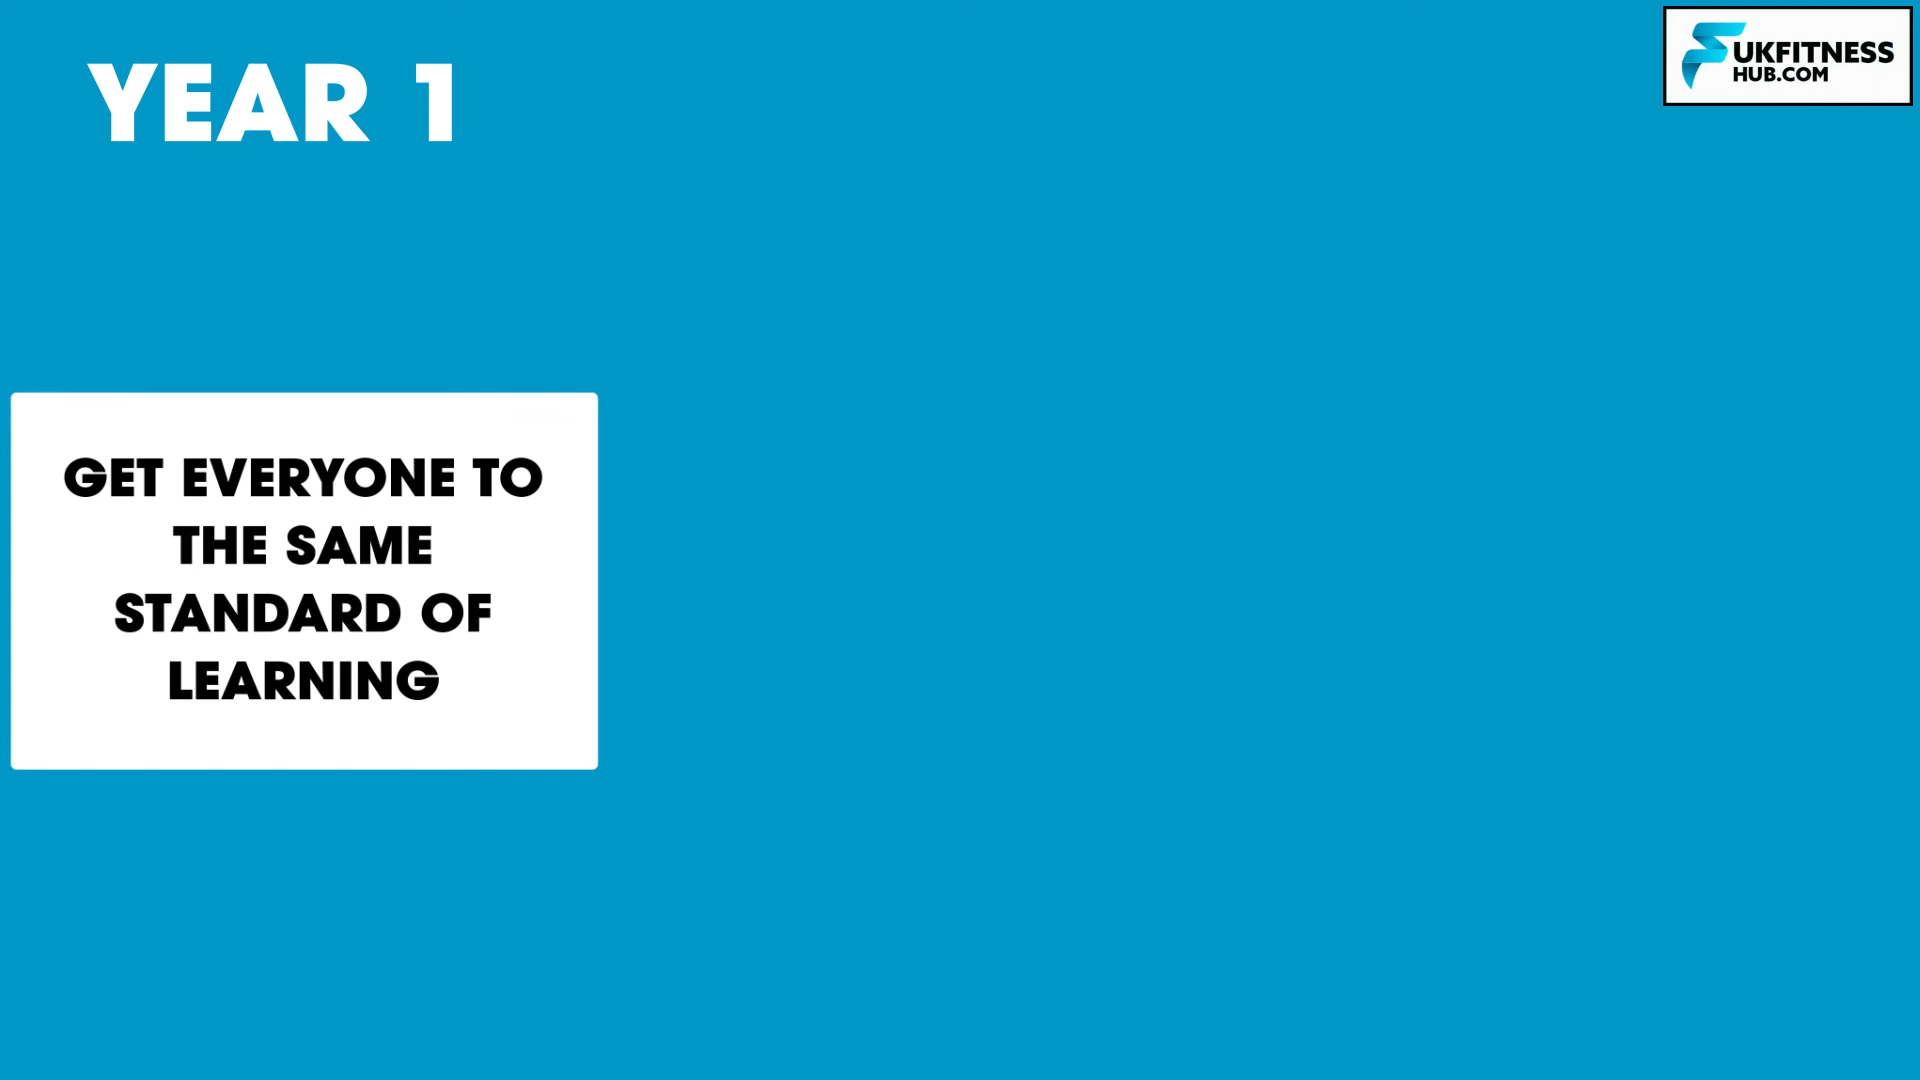 YEAR 1
UKFITNESS
HUB.COM
GET EVERYONE TO
THE SAME
STANDARD OF
LEARNING